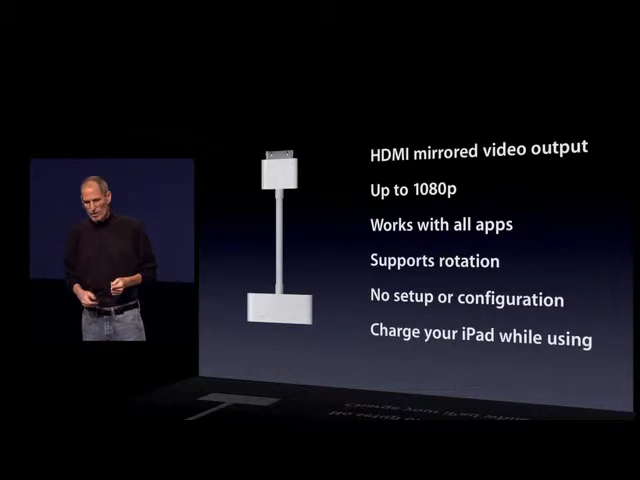 HDMI mirrored video output
Up to 1080p
Works with all apps
Supports rotation
No setup or configuration
Charge your iPad while using